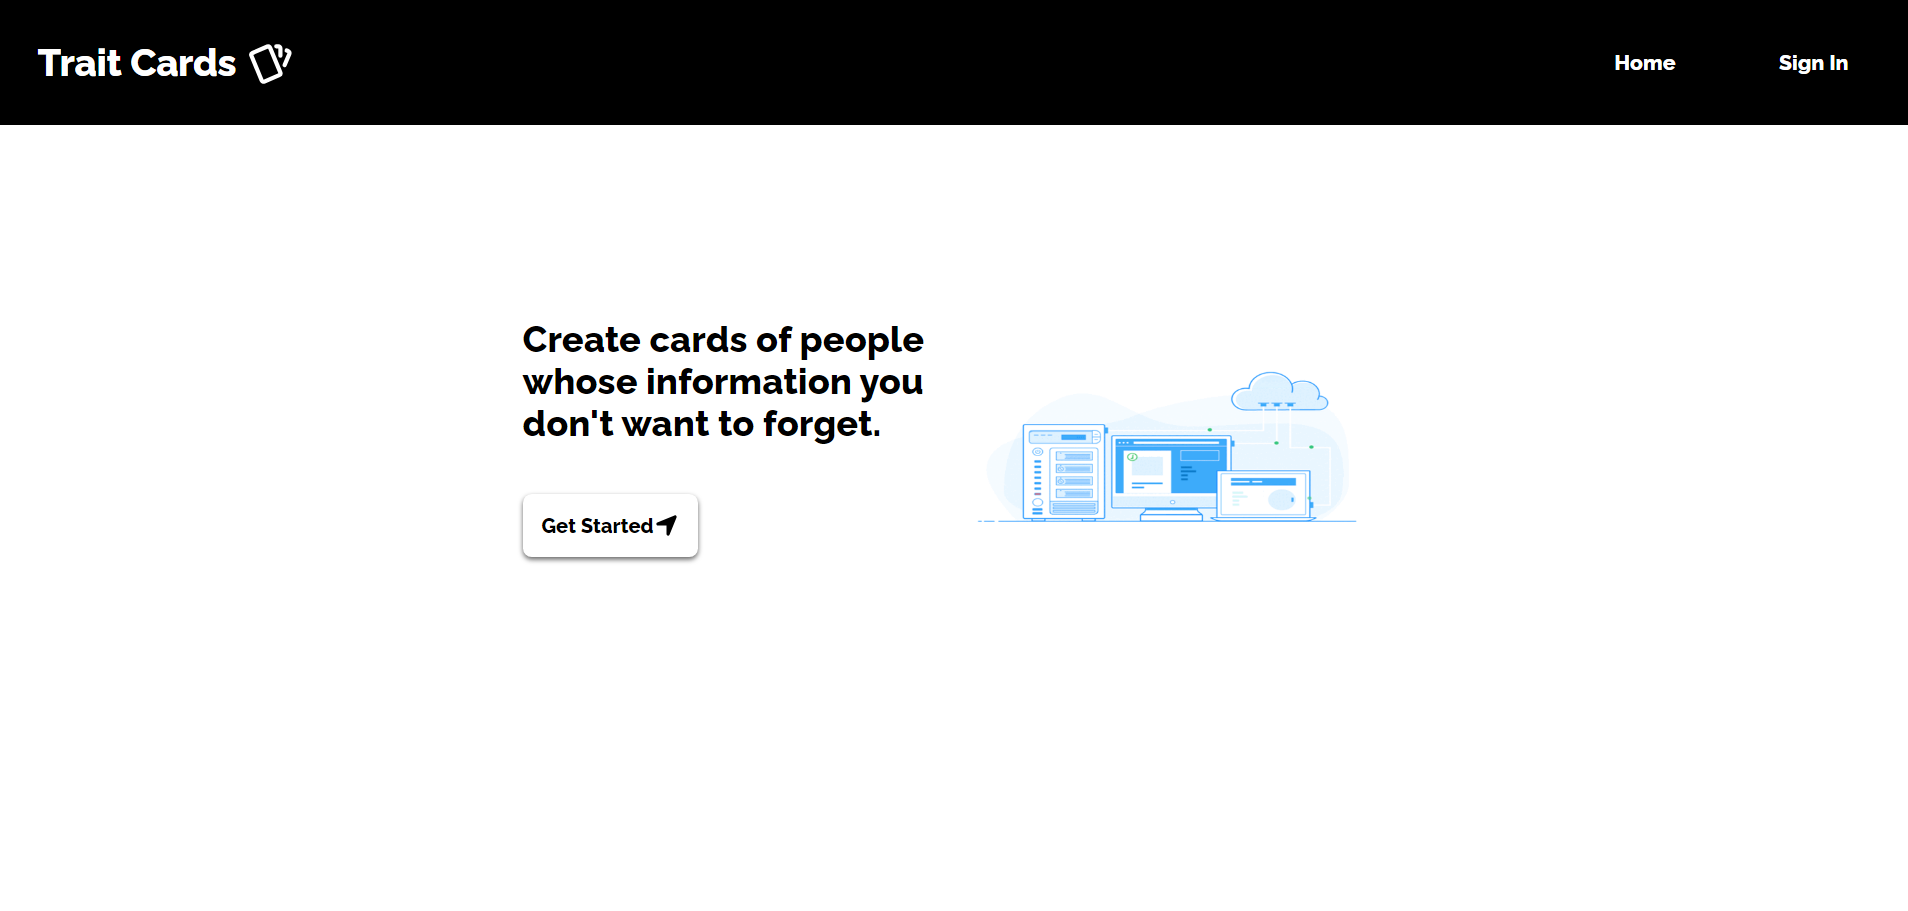 Trait Cards
Home
Sign In
Create cards of people
whose information you
don't want to forget.
Get Started